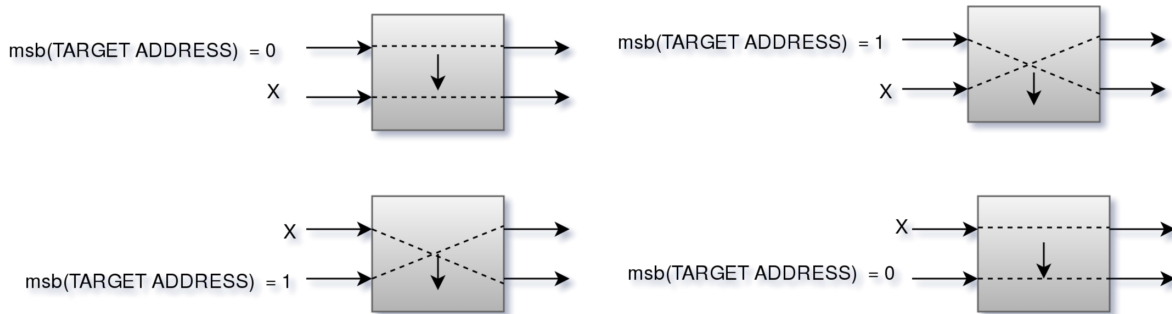 msb(TARGET ADDRESS) = 0
X
msb(TARGET ADDRESS) = 1
X
X
msb(TARGET ADDRESS) = 1
X
msb(TARGET ADDRESS) = 0